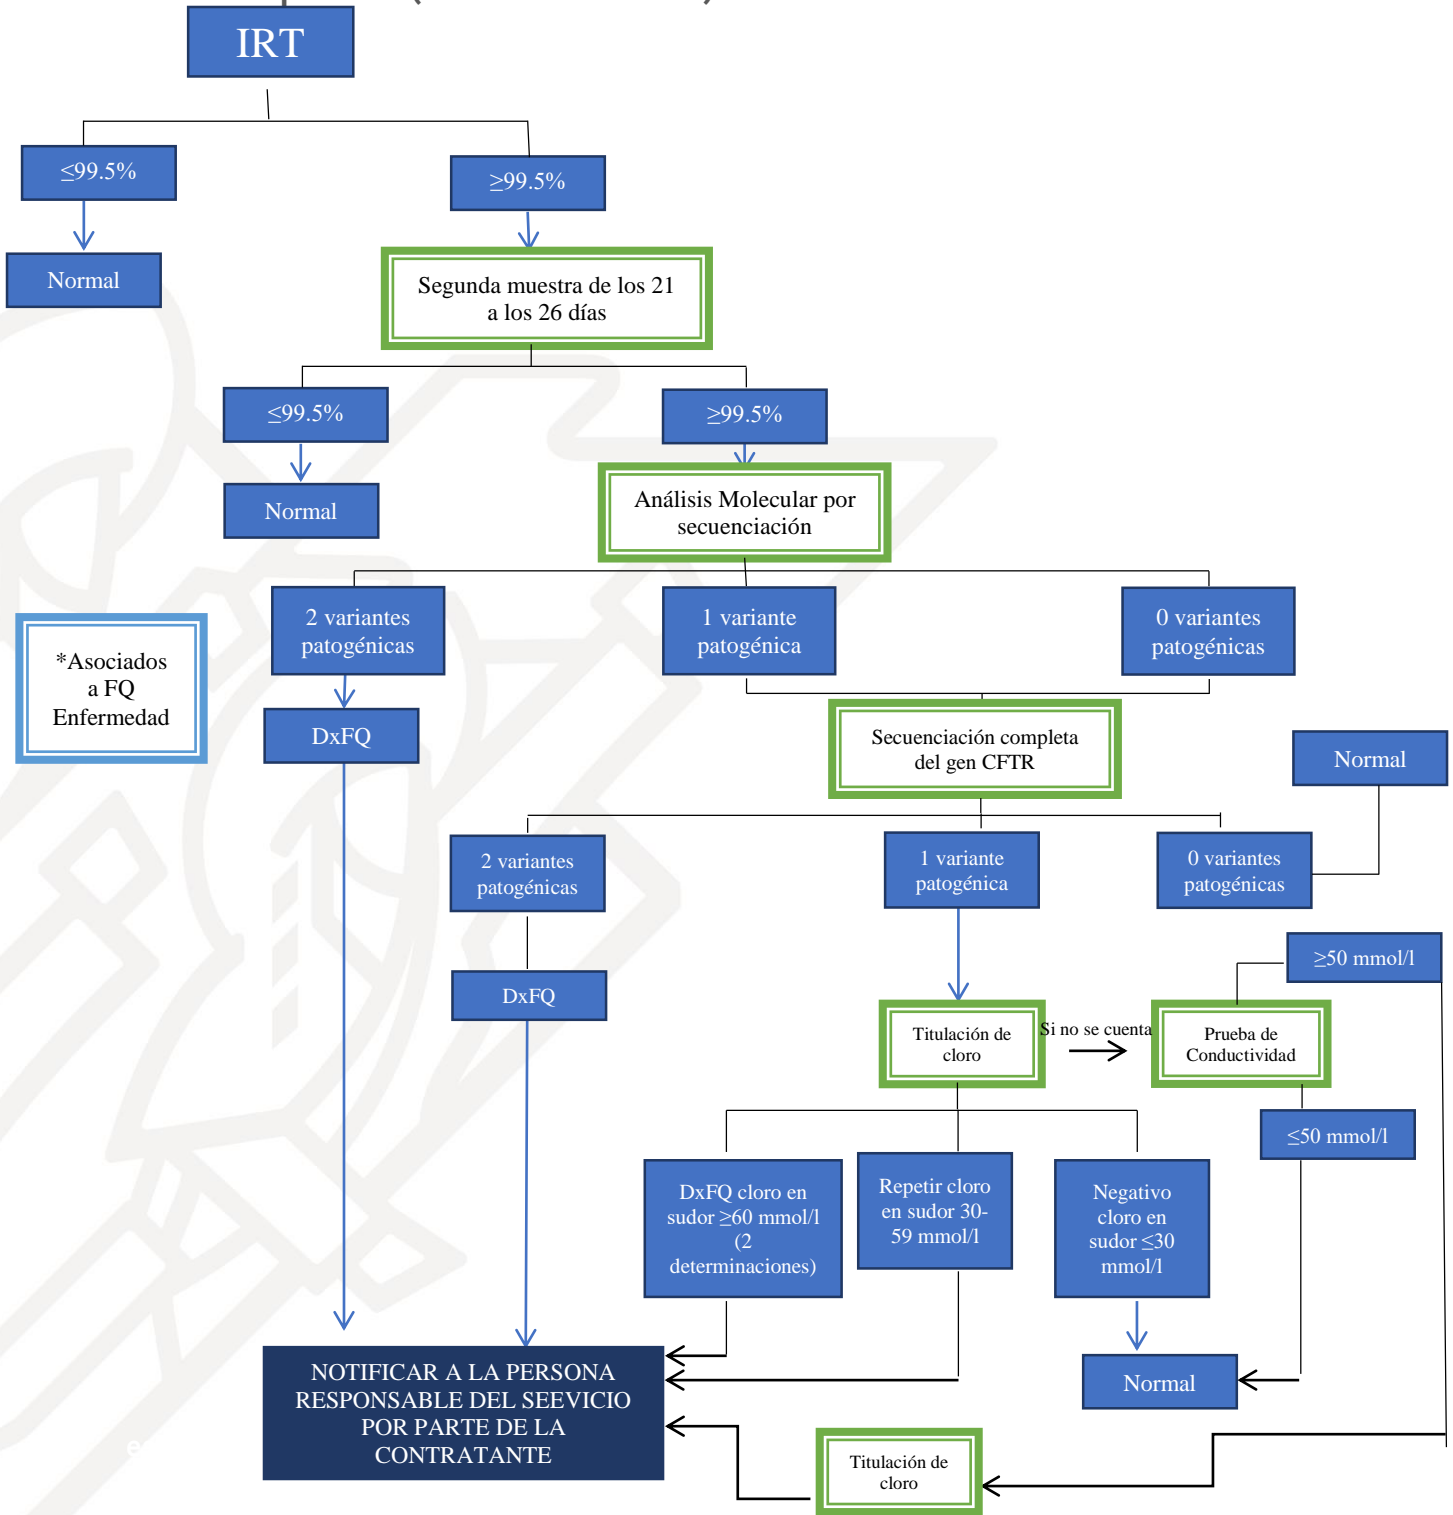 IRT
≤99.5%
≥99.5%
Normal
Segunda muestra de los 21
a los 26 días
≤99.5%
≥99.5%
Normal
Análisis Molecular por
secuenciación
2 variantes
patogénicas
1 variante
patogénica
0 variantes
patogénicas
*Asociados
a FQ
Enfermedad
DxFQ
Secuenciación completa
del gen CFTR
Normal
2 variantes
patogénicas
1 variante
patogénica
0 variantes
patogénicas
≥50 mmol/l
DxFQ
Titulación de
cloro
Si no se cuenta
Prueba de
Conductividad
≤50 mmol/l
DxFQ cloro en
sudor ≥60 mmol/l
(2
determinaciones)
Repetir cloro
en sudor 30-
59 mmol/l
Negativo
cloro en
sudor ≤30
mmol/l
NOTIFICAR A LA PERSONA
RESPONSABLE DEL SEEVICIO
POR PARTE DE LA
CONTRATANTE
Normal
Titulación de
cloro